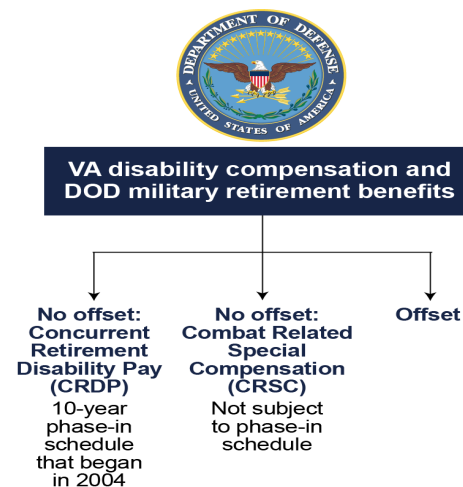 DEPARTMENT OF DEFENSE
UNITED STATES OF AMERICA
VA disability compensation and
DOD military retirement benefits
No offset:
Concurrent
Retirement
Disability Pay
(CRDP)
10-year
phase-in
schedule
that began
in 2004
No offset:
Combat Related
Special
Compensation
(CRSC)
Not subject
to phase-in
schedule
Offset